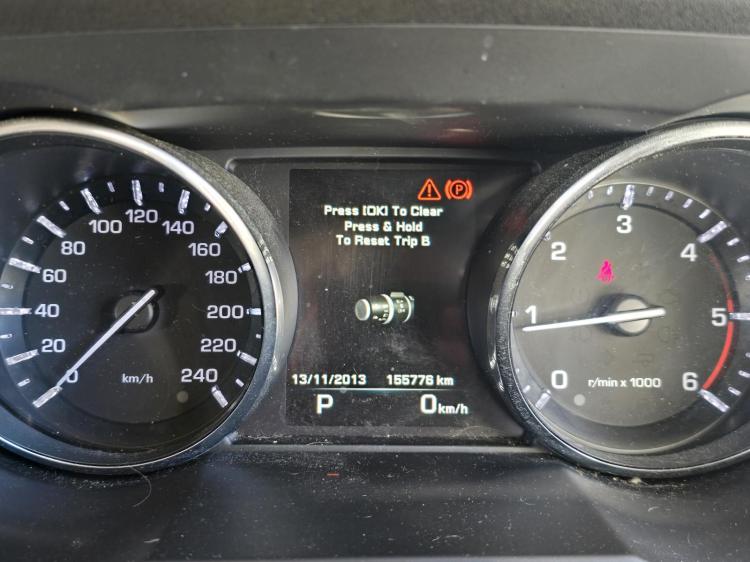 Press [OK] To Clear
Press & Hold
To Reset Trip B
13/11/2013 155776 km
P 0 km/h
0
20
40
60
80
100
120
140
160
180
200
220
240
km/h
0
1
2
3
4
5
6
r/min x 1000
P